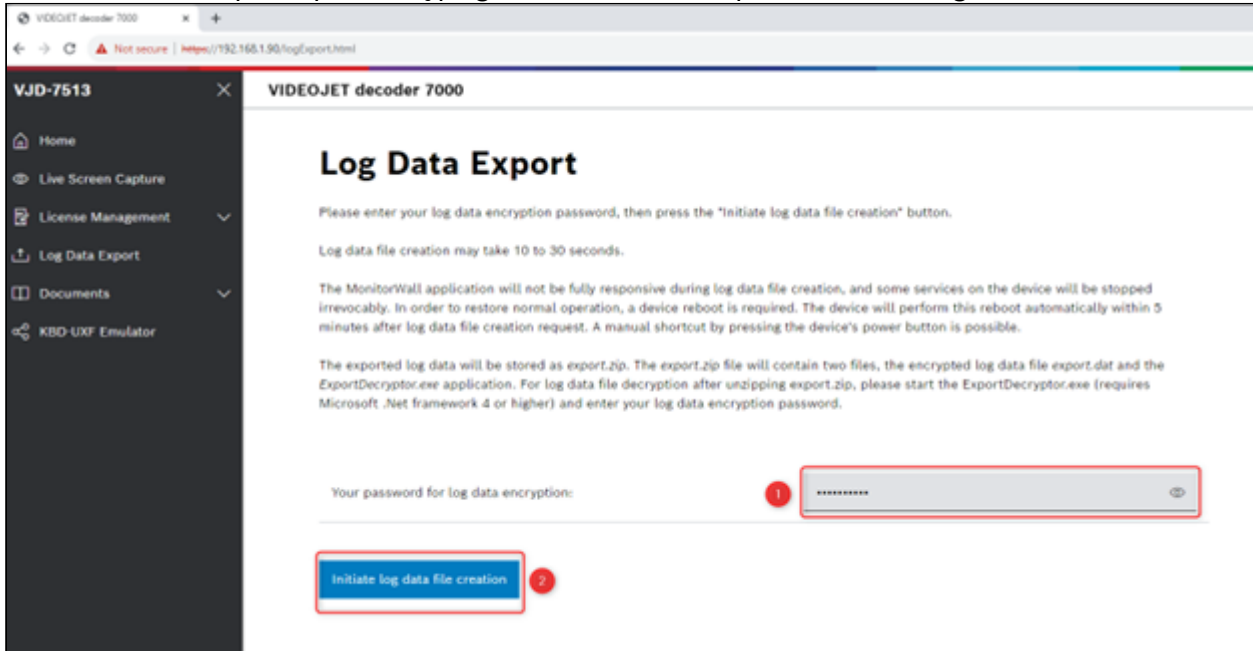 VIDEOJET decoder 7000
Not secure | https://192.168.1.90/logExport.html
VJD-7513
VIDEOJET decoder 7000
Home
Live Screen Capture
License Management
Log Data Export
Documents
KBD-UXF Emulator
Log Data Export
Please enter your log data encryption password, then press the "Initiate log data file creation" button.
Log data file creation may take 10 to 30 seconds.
The MonitorWall application will not be fully responsive during log data file creation, and some services on the device will be stopped
irrevocably. In order to restore normal operation, a device reboot is required. The device will perform this reboot automatically within 5
minutes after log data file creation request. A manual shortcut by pressing the device's power button is possible.
The exported log data will be stored as export.zip. The export.zip file will contain two files, the encrypted log data file export.dat and the
ExportDecryptor.exe application. For log data file decryption after unzipping export.zip, please start the ExportDecryptor.exe (requires
Microsoft .Net framework 4 or higher) and enter your log data encryption password.
Your password for log data encryption:
1
Initiate log data file creation
2